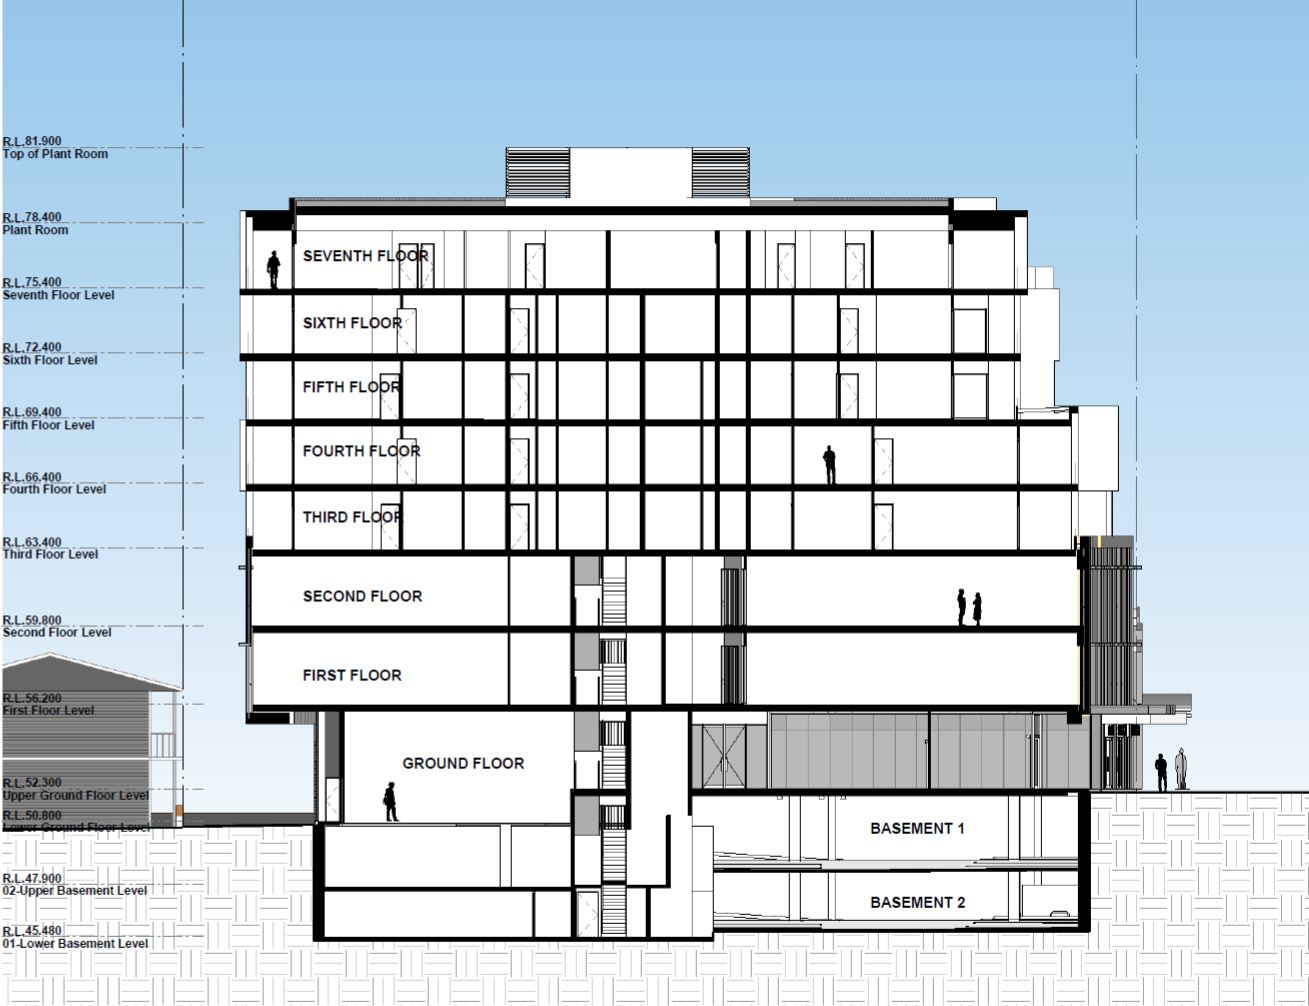 R.L.81.900
Top of Plant Room
R.L.78.400
Plant Room
SEVENTH FLOOR
R.L.75.400
Seventh Floor Level
SIXTH FLOOR
R.L.72.400
Sixth Floor Level
FIFTH FLOOR
R.L.69.400
Fifth Floor Level
FOURTH FLOOR
R.L.66.400
Fourth Floor Level
THIRD FLOOR
R.L.63.400
Third Floor Level
SECOND FLOOR
R.L.59.800
Second Floor Level
FIRST FLOOR
R.L.56.200
First Floor Level
GROUND FLOOR
R.L.52.300
Upper Ground Floor Level
R.L.50.800
Lower Ground Floor Level
BASEMENT 1
R.L.47.900
02-Upper Basement Level
BASEMENT 2
R.L.45.480
01-Lower Basement Level